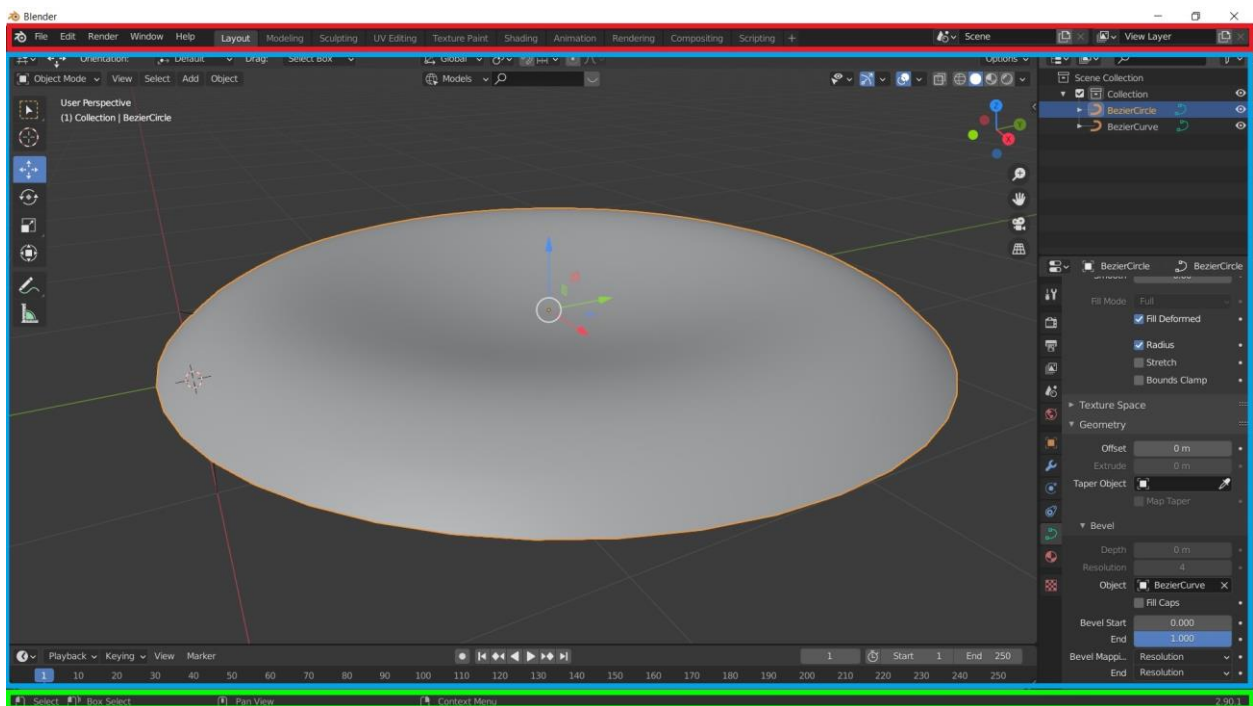 Blender
File Edit Render Window Help Layout Modeling Sculpting UV Editing Texture Paint Shading Animation Rendering Compositing Scripting + Scene View Layer
Orientation: Default Drag: Select Box Global Options
Object Mode View Select Add Object Models
User Perspective
(1) Collection | BezierCircle
Scene Collection
Collection
BezierCircle
BezierCurve
BezierCircle BezierCircle
Smooth 0.00
Fill Mode Full
Fill Deformed
Radius
Stretch
Bounds Clamp
Texture Space
Geometry
Offset 0 m
Extrude 0 m
Taper Object
Map Taper
Bevel
Depth 0 m
Resolution 4
Object BezierCurve
Fill Caps
Bevel Start 0.000
End 1.000
Bevel Mappi... Resolution
End Resolution
Playback Keying View Marker 1 Start 1 End 250
1 10 20 30 40 50 60 70 80 90 100 110 120 130 140 150 160 170 180 190 200 210 220 230 240 250
Select Box Select Pan View Context Menu 2.90.1